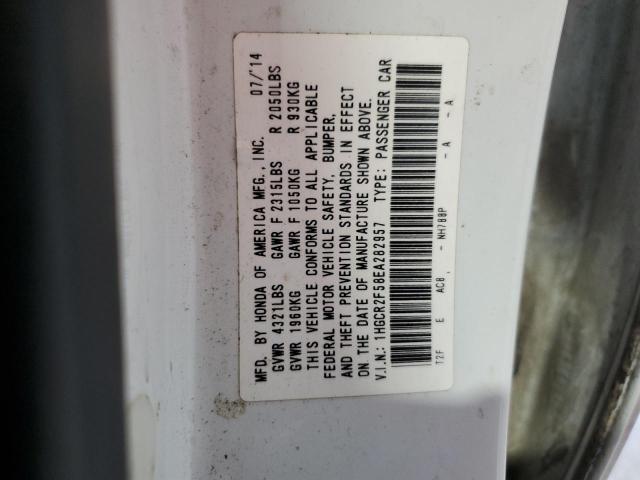 MFD. BY HONDA OF AMERICA MFG., INC. 07/'14
GVWR 4321LBS GAWR F 2315LBS R 2050LBS
GVWR 1960KG GAWR F 1050KG R 930KG
THIS VEHICLE CONFORMS TO ALL APPLICABLE
FEDERAL MOTOR VEHICLE SAFETY, BUMPER,
AND THEFT PREVENTION STANDARDS IN EFFECT
ON THE DATE OF MANUFACTURE SHOWN ABOVE.
V.I.N.: 1HGCR2F58EA282957 TYPE: PASSENGER CAR
T2F E AC8, - NH788P - A - A